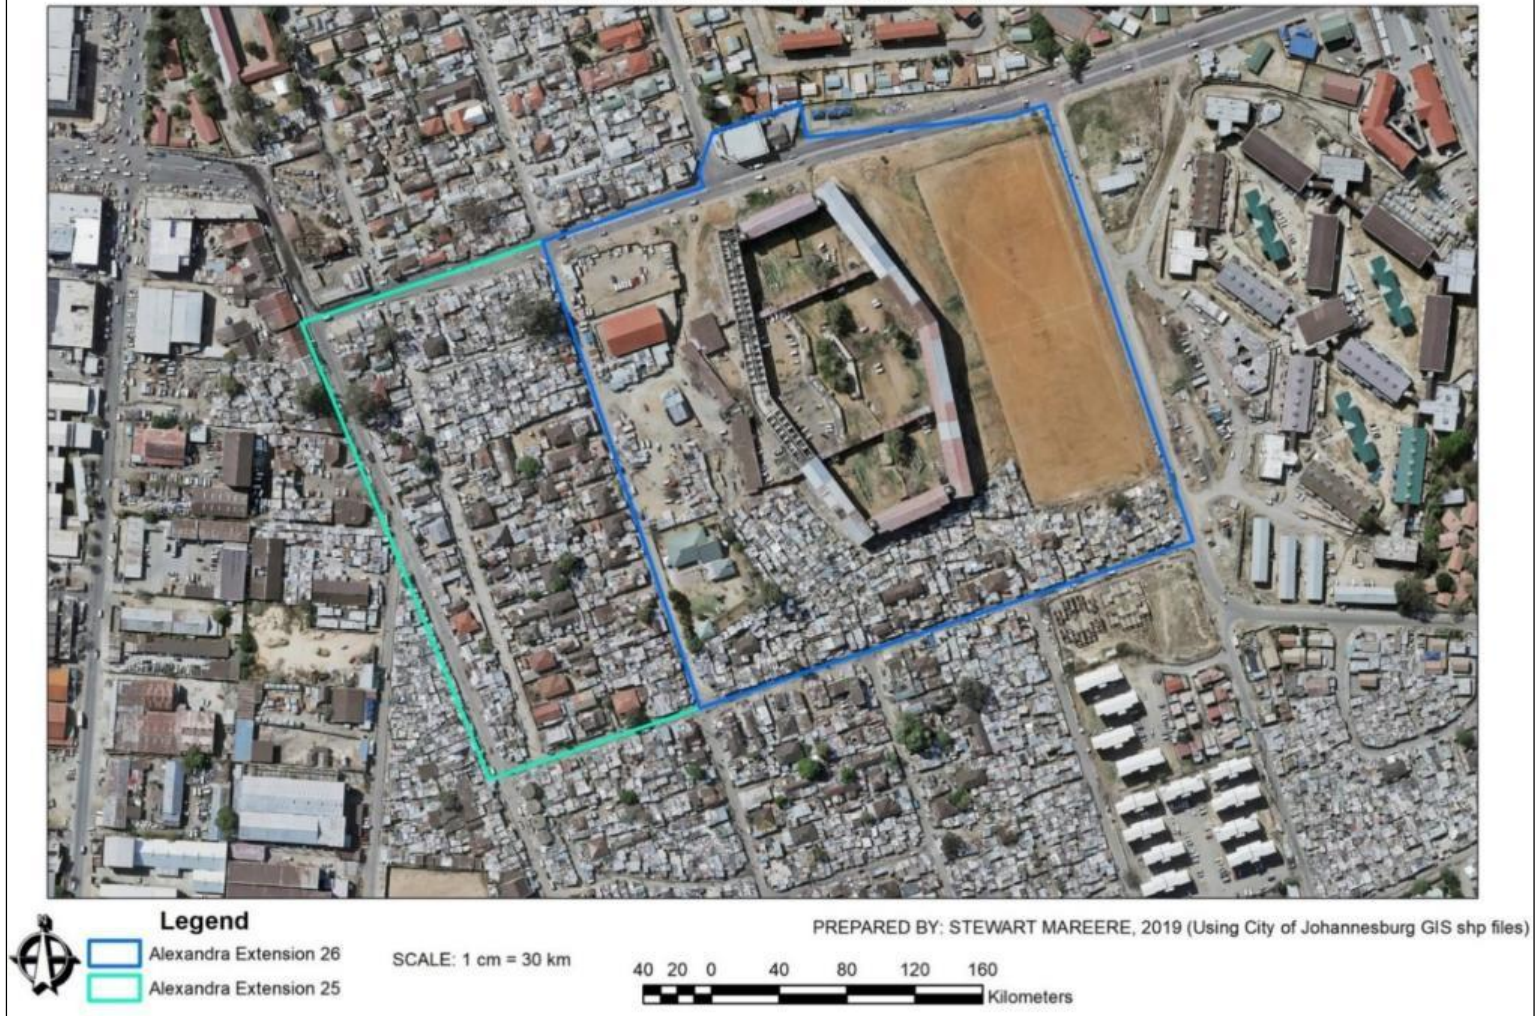 Legend
Alexandra Extension 26
Alexandra Extension 25
SCALE: 1 cm = 30 km
PREPARED BY: STEWART MAREERE, 2019 (Using City of Johannesburg GIS shp files)
40 20 0 40 80 120 160
Kilometers
N